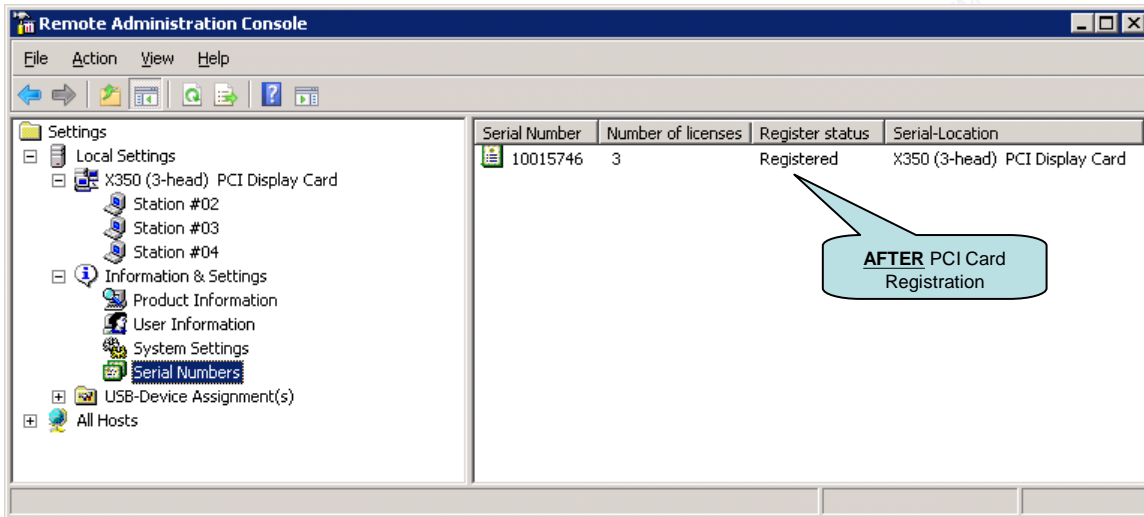 Remote Administration Console
File Action View Help
Settings
Local Settings
X350 (3-head) PCI Display Card
Station #02
Station #03
Station #04
Information & Settings
Product Information
User Information
System Settings
Serial Numbers
USB-Device Assignment(s)
All Hosts
Serial Number Number of licenses Register status Serial-Location
10015746 3 Registered X350 (3-head) PCI Display Card
AFTER PCI Card
Registration